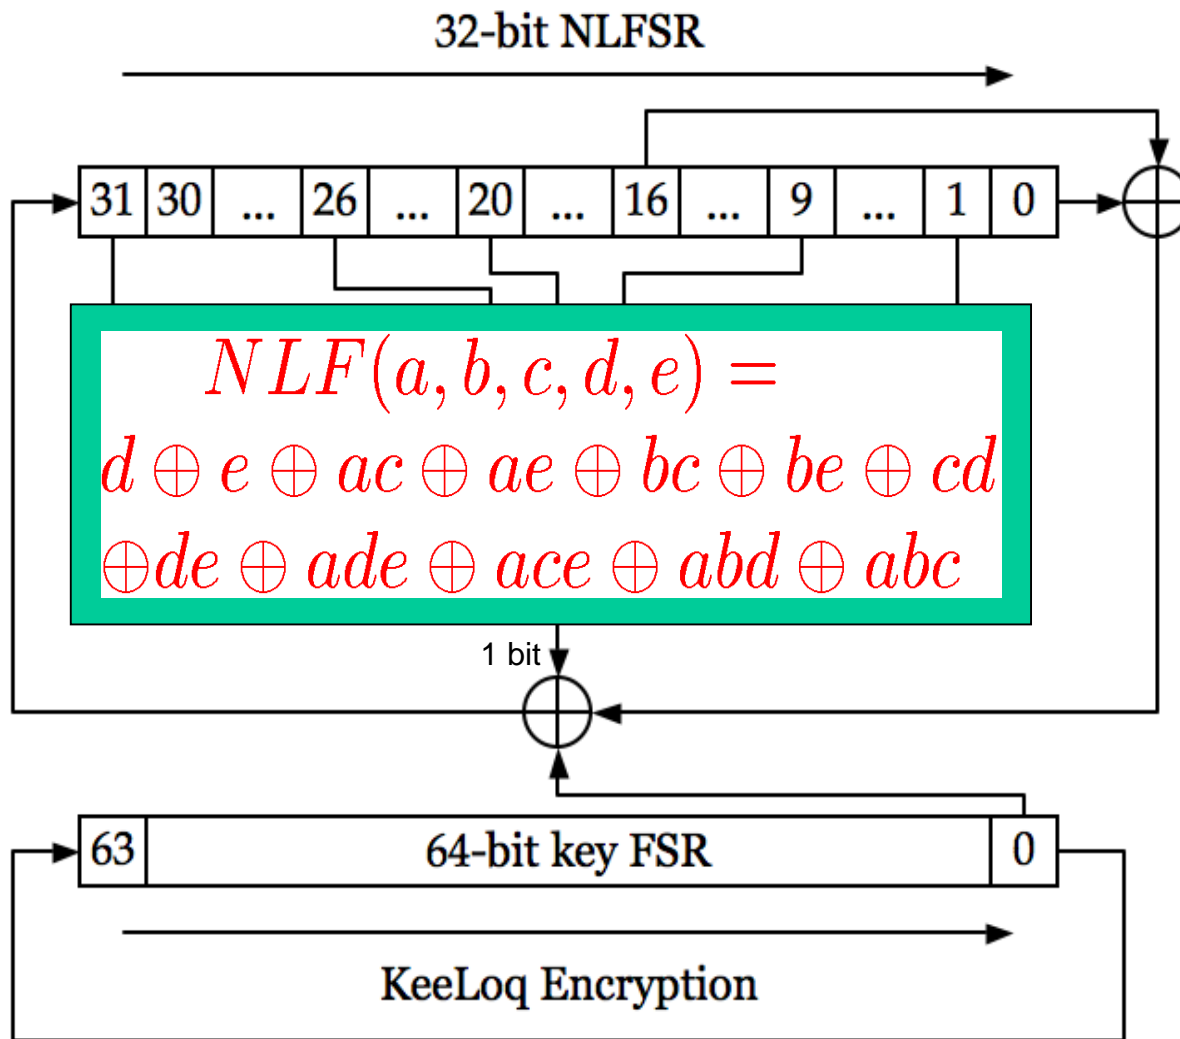 32-bit NLFSR
31 30 ... 26 ... 20 ... 16 ... 9 ... 1 0
NLF(a, b, c, d, e) =
d ⊕ e ⊕ ac ⊕ ae ⊕ bc ⊕ be ⊕ cd
⊕de ⊕ ade ⊕ ace ⊕ abd ⊕ abc
1 bit
63 64-bit key FSR 0
KeeLoq Encryption